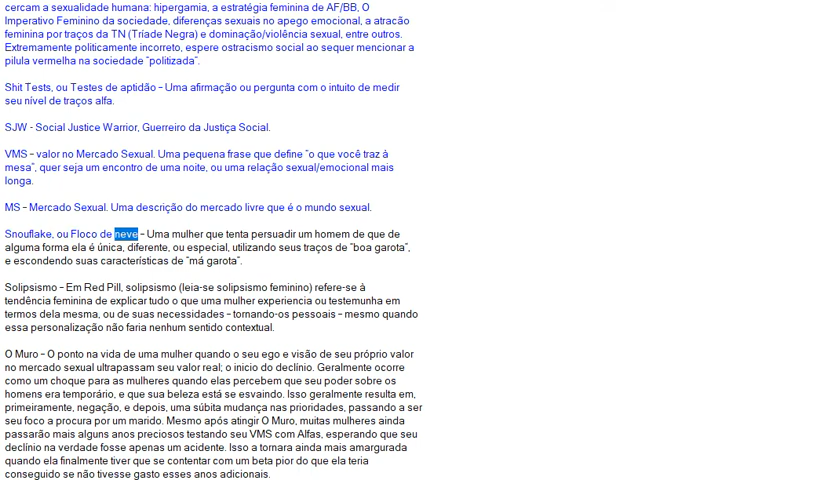 cercam a sexualidade humana: hipergamia, a estratégia feminina de AF/BB, O
Imperativo Feminino da sociedade, diferenças sexuais no apego emocional, a atracão
feminina por traços da TN (Tríade Negra) e dominação/violência sexual, entre outros.
Extremamente politicamente incorreto, espere ostracismo social ao sequer mencionar a
pilula vermelha na sociedade "politizada".
Shit Tests, ou Testes de aptidão – Uma afirmação ou pergunta com o intuito de medir
seu nível de traços alfa.
SJW - Social Justice Warrior, Guerreiro da Justiça Social.
VMS – valor no Mercado Sexual. Uma pequena frase que define "o que você traz à
mesa", quer seja um encontro de uma noite, ou uma relação sexual/emocional mais
longa.
MS – Mercado Sexual. Uma descrição do mercado livre que é o mundo sexual.
Snouflake, ou Floco de neve – Uma mulher que tenta persuadir um homem de que de
alguma forma ela é única, diferente, ou especial, utilizando seus traços de "boa garota",
e escondendo suas características de "má garota".
Solipsismo – Em Red Pill, solipsismo (leia-se solipsismo feminino) refere-se à
tendência feminina de explicar tudo o que uma mulher experiencia ou testemunha em
termos dela mesma, ou de suas necessidades – tornando-os pessoais – mesmo quando
essa personalização não faria nenhum sentido contextual.
O Muro – O ponto na vida de uma mulher quando o seu ego e visão de seu próprio valor
no mercado sexual ultrapassam seu valor real; o inicio do declínio. Geralmente ocorre
como um choque para as mulheres quando elas percebem que seu poder sobre os
homens era temporário, e que sua beleza está se esvaindo. Isso geralmente resulta em,
primeiramente, negação, e depois, uma súbita mudança nas prioridades, passando a ser
seu foco a procura por um marido. Mesmo após atingir O Muro, muitas mulheres ainda
passarão mais alguns anos preciosos testando seu VMS com Alfas, esperando que seu
declínio na verdade fosse apenas um acidente. Isso a tornara ainda mais amargurada
quando ela finalmente tiver que se contentar com um beta pior do que ela teria
conseguido se não tivesse gasto esses anos adicionais.